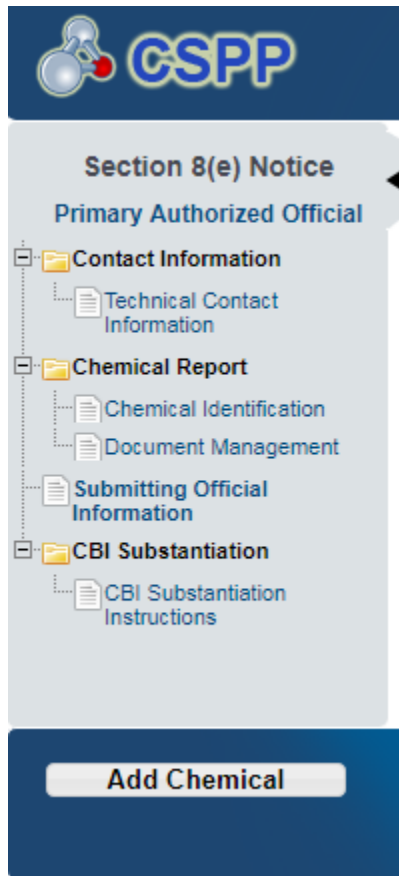 CSPP
Section 8(e) Notice
Primary Authorized Official
Contact Information
Technical Contact
Information
Chemical Report
Chemical Identification
Document Management
Submitting Official
Information
CBI Substantiation
CBI Substantiation
Instructions
Add Chemical